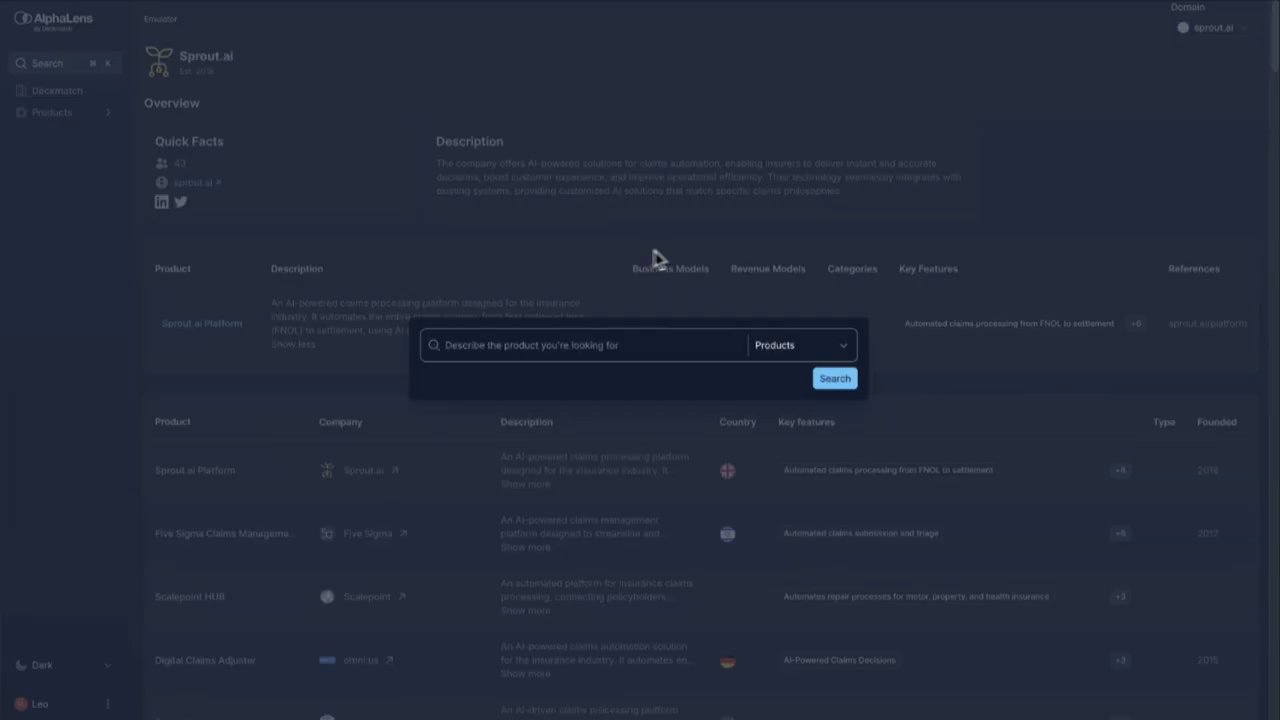 AlphaLens
by Deckmatch
Emulator
Domain
sprout.ai
Search ⌘ K
Deckmatch
Products
Sprout.ai
Est. 2018
Overview
Quick Facts
43
sprout.ai
Description
The company offers AI-powered solutions for claims automation, enabling insurers to deliver instant and accurate
decisions, boost customer experience, and improve operational efficiency. Their technology seamlessly integrates with
existing systems, providing customized AI solutions that match specific claims philosophies.
Product Description Business Models Revenue Models Categories Key Features References
Sprout.ai Platform
An AI-powered claims processing platform designed for the insurance
industry. It automates the entire
(FNOL) to settlement, using AI
Show less
Automated claims processing from FNOL to settlement
sprout.ai/platform
Describe the product you're looking for Products
Search
Product Company Description Country Key features Type Founded
Sprout.ai Platform Sprout.ai
An AI-powered claims processing platform
designed for the insurance industry. It
Show more
Automated claims processing from FNOL to settlement 2018
Five Sigma Claims Manageme... Five Sigma
An AI-powered claims management
platform designed to streamline and...
Show more
Automated claims submission and triage 2017
Scalepoint HUB Scalepoint
An automated platform for insurance claims
processing, connecting policyholders...
Show more
Automates repair processes for motor, property, and health insurance +3
Digital Claims Adjuster omni:us
An AI-powered claims automation solution
for the insurance industry. It automates en...
Show more
AI-Powered Claims Decisions +3 2015
An AI-driven claims processing platform
Dark
Leo